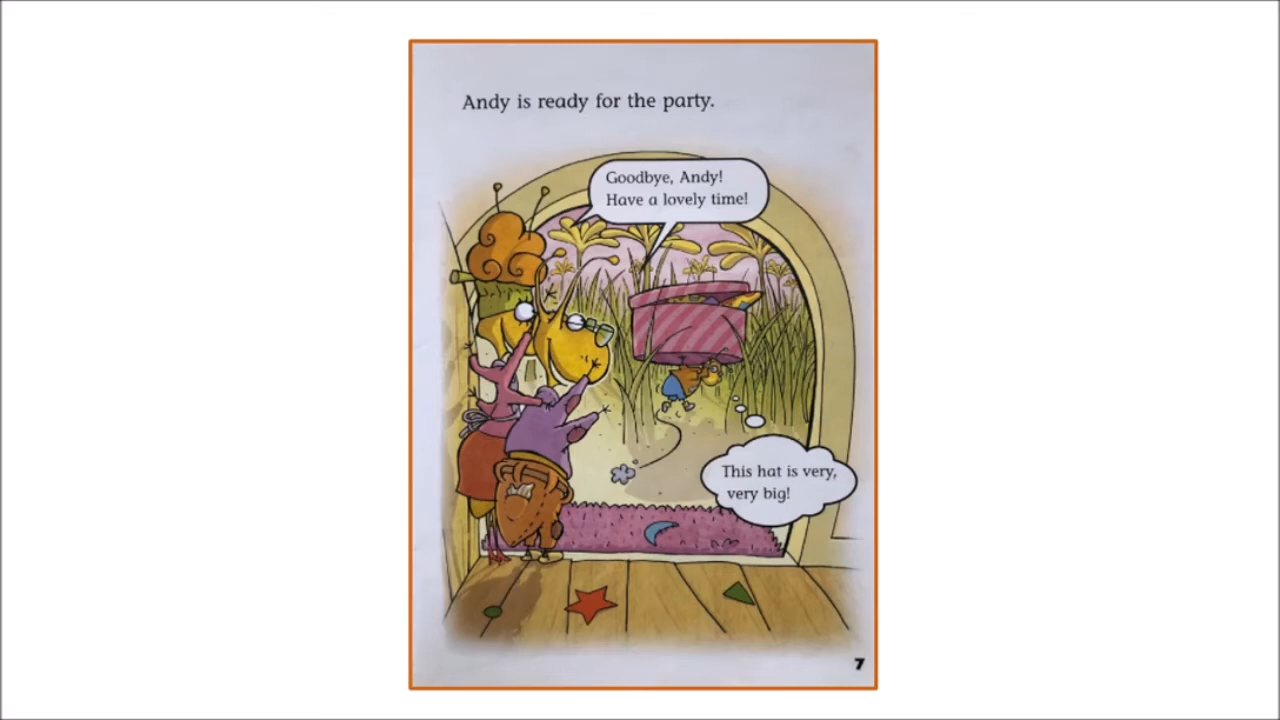 Andy is ready for the party.
Goodbye, Andy!
Have a lovely time!
This hat is very,
very big!
7